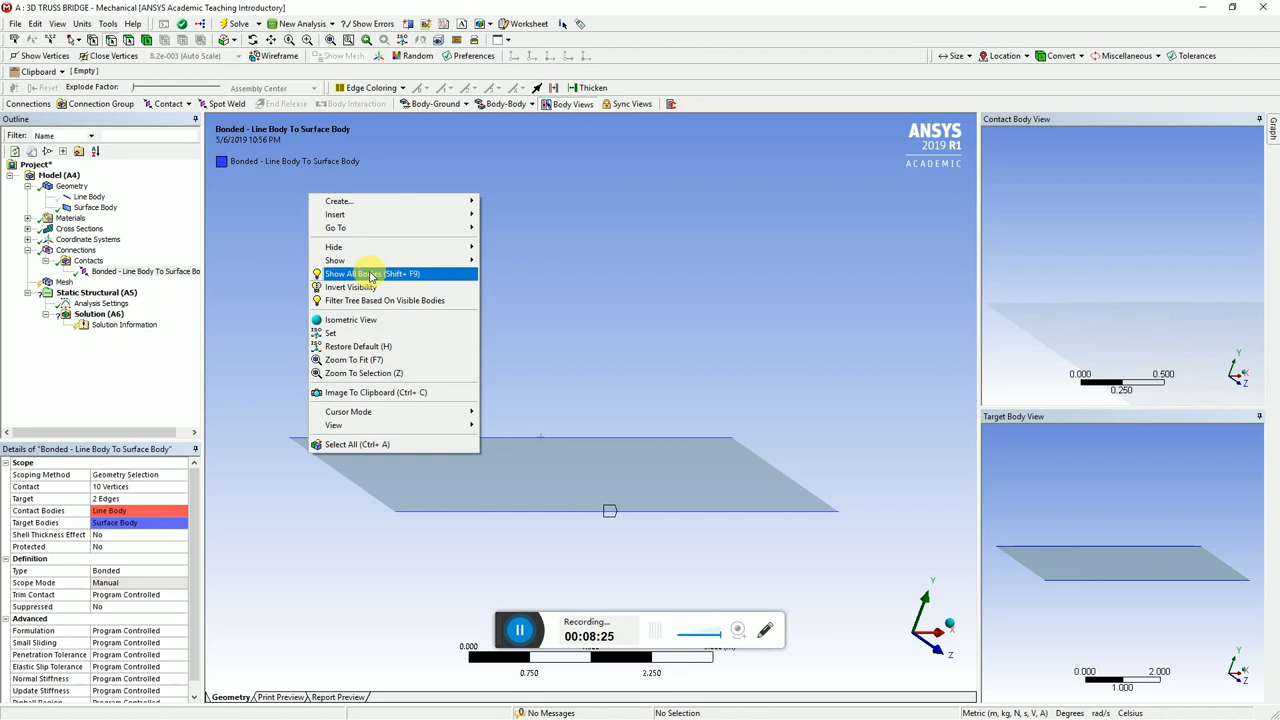 A : 3D TRUSS BRIDGE - Mechanical [ANSYS Academic Teaching Introductory]
File Edit View Units Tools Help Solve New Analysis ?/ Show Errors Worksheet
Show Vertices Close Vertices 8.2e-003 (Auto Scale) Wireframe Show Mesh Random Preferences Size Location Convert Miscellaneous Tolerances
Clipboard [ Empty ]
Reset Explode Factor: Assembly Center Edge Coloring Thicken
Connections Connection Group Contact Spot Weld End Release Body Interaction Body-Ground Body-Body Body Views Sync Views
Outline
Filter: Name
Project*
Model (A4)
Geometry
Line Body
Surface Body
Materials
Cross Sections
Coordinate Systems
Connections
Contacts
Bonded - Line Body To Surface Bo
Mesh
Static Structural (A5)
Analysis Settings
Solution (A6)
Solution Information
Details of "Bonded - Line Body To Surface Body"
Scope
Scoping Method Geometry Selection
Contact 10 Vertices
Target 2 Edges
Contact Bodies Line Body
Target Bodies Surface Body
Shell Thickness Effect No
Protected No
Definition
Type Bonded
Scope Mode Manual
Trim Contact Program Controlled
Suppressed No
Advanced
Formulation Program Controlled
Small Sliding Program Controlled
Penetration Tolerance Program Controlled
Elastic Slip Tolerance Program Controlled
Normal Stiffness Program Controlled
Update Stiffness Program Controlled
Bonded - Line Body To Surface Body
5/6/2019 10:56 PM
Bonded - Line Body To Surface Body
ANSYS
2019 R1
ACADEMIC
Create...
Insert
Go To
Hide
Show
Show All Bodies (Shift+ F9)
Invert Visibility
Filter Tree Based On Visible Bodies
Isometric View
Set
Restore Default (H)
Zoom To Fit (F7)
Zoom To Selection (Z)
Image To Clipboard (Ctrl+ C)
Cursor Mode
View
Select All (Ctrl+ A)
Recording...
00:08:25
0.000
0.750 2.250
Y
X
Z
Geometry Print Preview Report Preview
Contact Body View
0.000 0.500
0.250
Y
X
Z
Target Body View
0.000 2.000
1.000
Y
X
Z
Graph
No Messages No Selection Metric (m, kg, N, s, V, A) Degrees rad/s Celsius